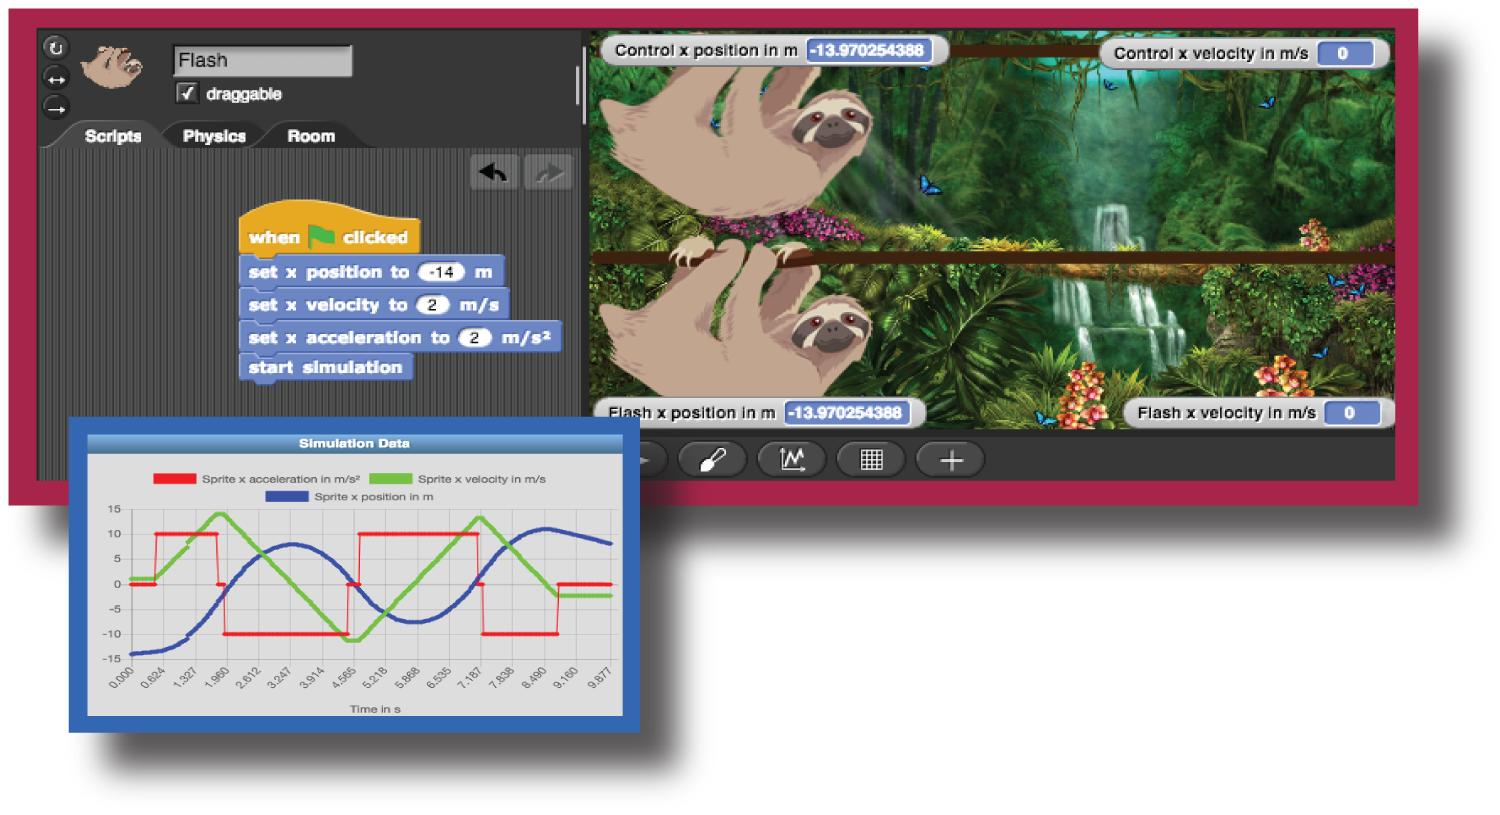 Flash
draggable
Scripts Physics Room
when clicked
set x position to -14 m
set x velocity to 2 m/s
set x acceleration to 2 m/s²
start simulation
Control x position in m -13.970254388
Control x velocity in m/s 0
Flash x position in m -13.970254388
Flash x velocity in m/s 0
Simulation Data
Sprite x acceleration in m/s² Sprite x velocity in m/s
Sprite x position in m
15
10
5
0
-5
-10
-15
0.000 0.624 1.327 1.960 2.612 3.247 3.914 4.565 5.218 5.868 6.535 7.187 7.838 8.490 9.160 9.877
Time in s